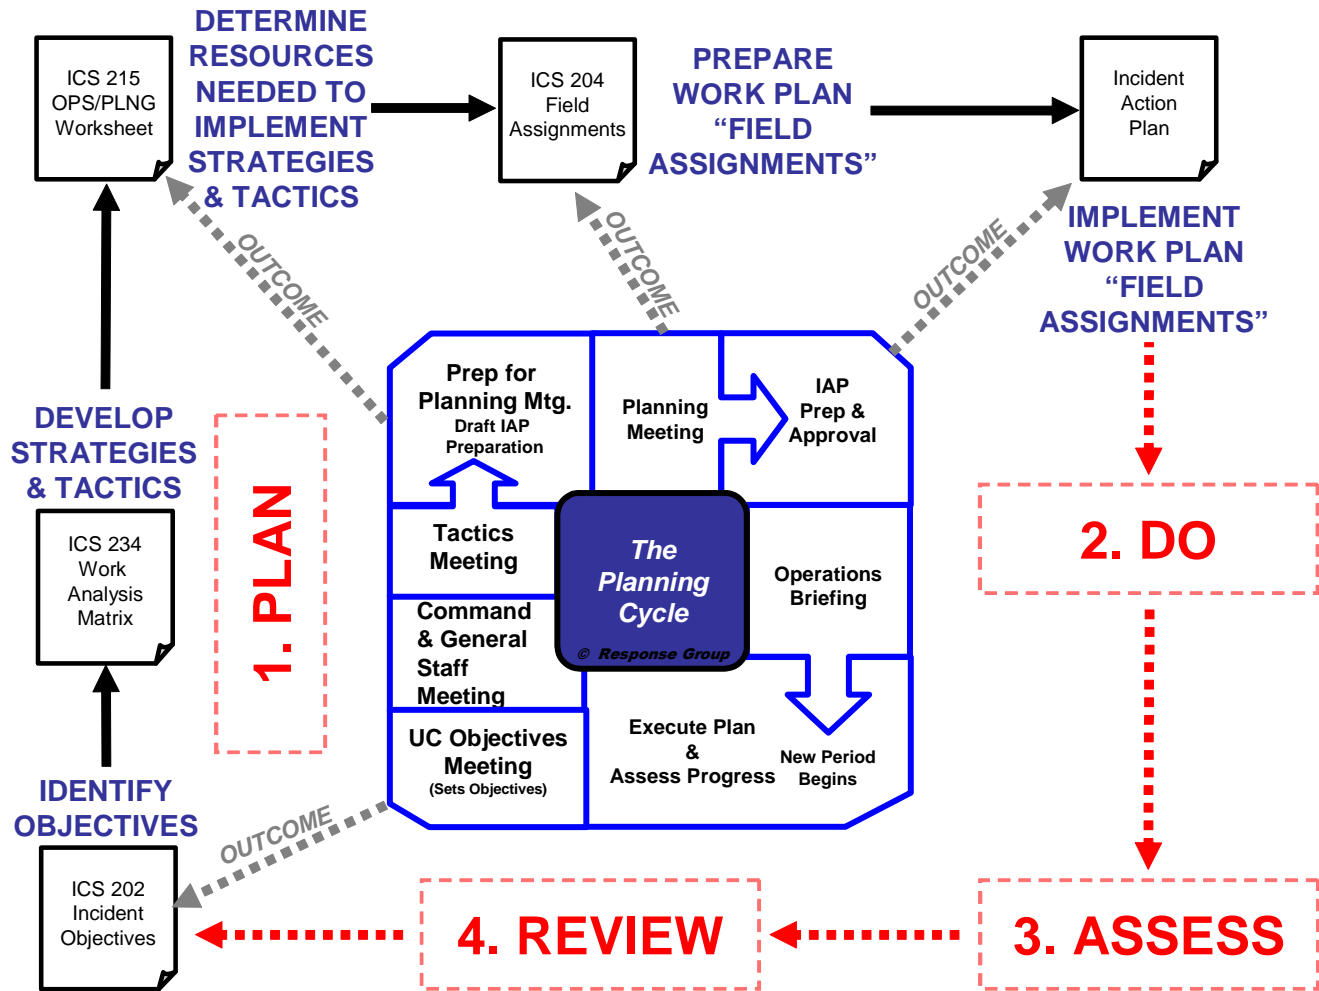 DETERMINE
RESOURCES
NEEDED TO
IMPLEMENT
STRATEGIES
& TACTICS
ICS 215
OPS/PLNG
Worksheet
ICS 204
Field
Assignments
PREPARE
WORK PLAN
“FIELD
ASSIGNMENTS”
Incident
Action
Plan
IMPLEMENT
WORK PLAN
“FIELD
ASSIGNMENTS”
OUTCOME
OUTCOME
OUTCOME
DEVELOP
STRATEGIES
& TACTICS
ICS 234
Work
Analysis
Matrix
1. PLAN
Prep for
Planning Mtg.
Draft IAP
Preparation
Planning
Meeting
IAP
Prep &
Approval
Tactics
Meeting
The
Planning
Cycle
© Response Group
Operations
Briefing
Command
& General
Staff
Meeting
UC Objectives
Meeting
(Sets Objectives)
Execute Plan
&
Assess Progress
New Period
Begins
2. DO
IDENTIFY
OBJECTIVES
OUTCOME
ICS 202
Incident
Objectives
4. REVIEW
3. ASSESS